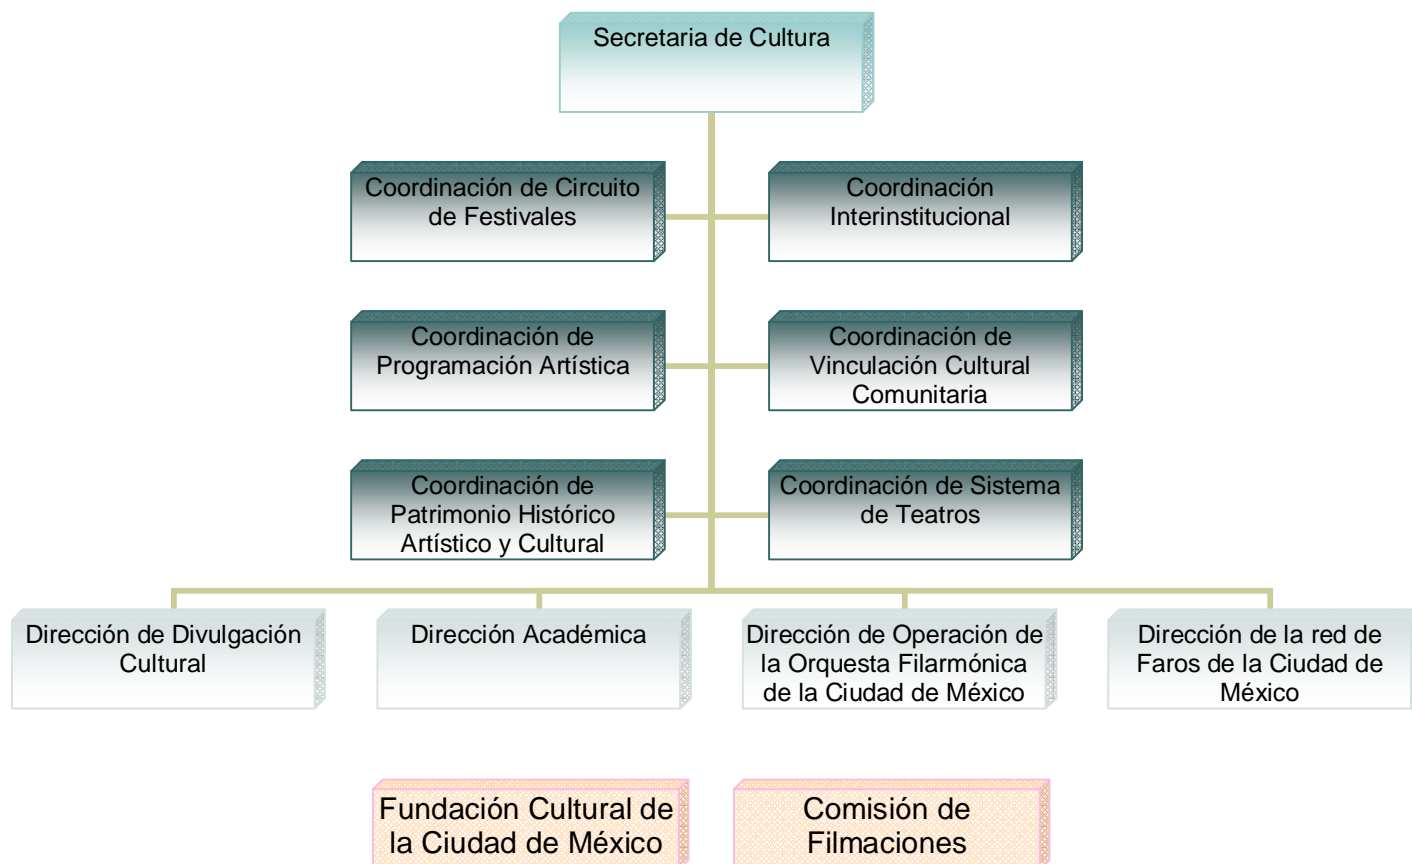 Secretaria de Cultura
Coordinación de Circuito
de Festivales
Coordinación
Interinstitucional
Coordinación de
Programación Artística
Coordinación de
Vinculación Cultural
Comunitaria
Coordinación de
Patrimonio Histórico
Artístico y Cultural
Coordinación de Sistema
de Teatros
Dirección de Divulgación
Cultural
Dirección Académica
Dirección de Operación de
la Orquesta Filarmónica
de la Ciudad de México
Dirección de la red de
Faros de la Ciudad de
México
Fundación Cultural de
la Ciudad de México
Comisión de
Filmaciones